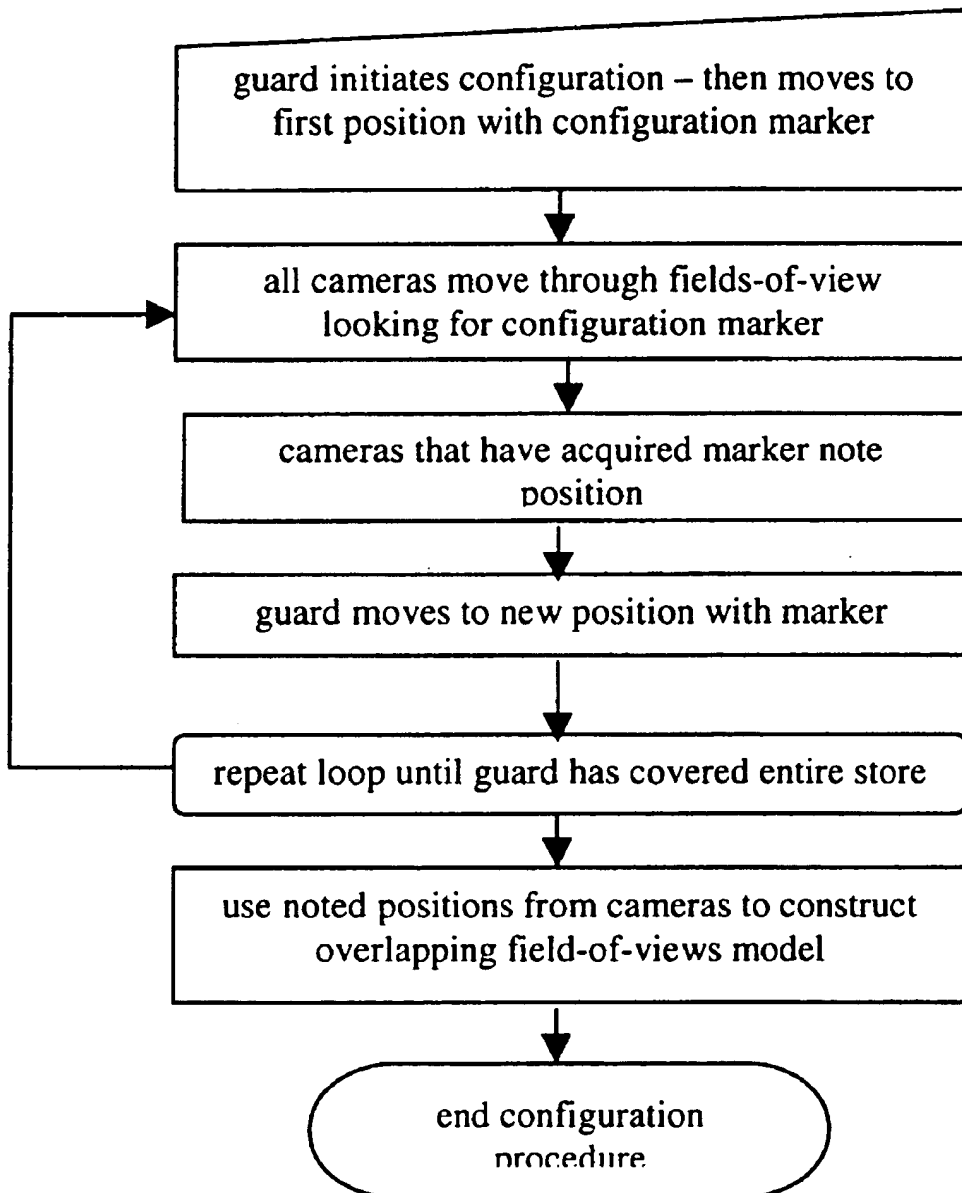 guard initiates configuration – then moves to
first position with configuration marker
all cameras move through fields-of-view
looking for configuration marker
cameras that have acquired marker note
position
guard moves to new position with marker
repeat loop until guard has covered entire store
use noted positions from cameras to construct
overlapping field-of-views model
end configuration
procedure